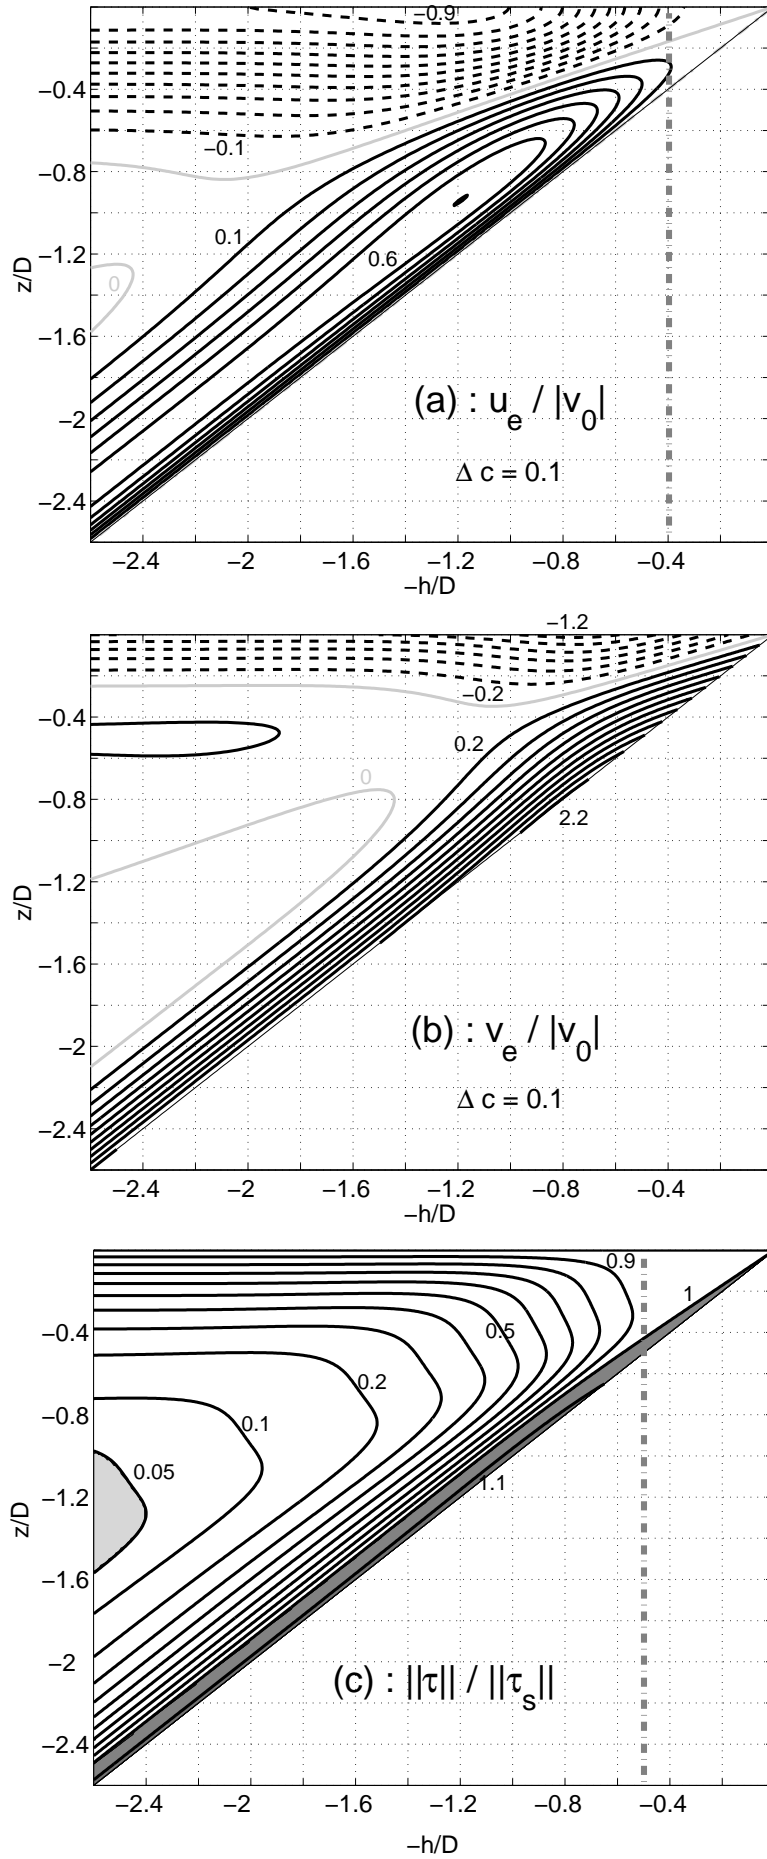 −0.9
−0.4
−0.1
−0.8
0.1
−1.2
z/D
0.6
0
−1.6
(a) : u_e / |v_0|
−2
Δ c = 0.1
−2.4
−2.4 −2 −1.6 −1.2 −0.8 −0.4
−h/D
−1.2
−0.2
−0.4
0.2
0
−0.8
2.2
z/D
−1.2
−1.6
(b) : v_e / |v_0|
−2
Δ c = 0.1
−2.4
−2.4 −2 −1.6 −1.2 −0.8 −0.4
−h/D
0.9
1
−0.4
0.5
0.2
−0.8
0.1
0.05
1.1
−1.2
z/D
−1.6
−2
(c) : ||τ|| / ||τ_s||
−2.4
−2.4 −2 −1.6 −1.2 −0.8 −0.4
−h/D